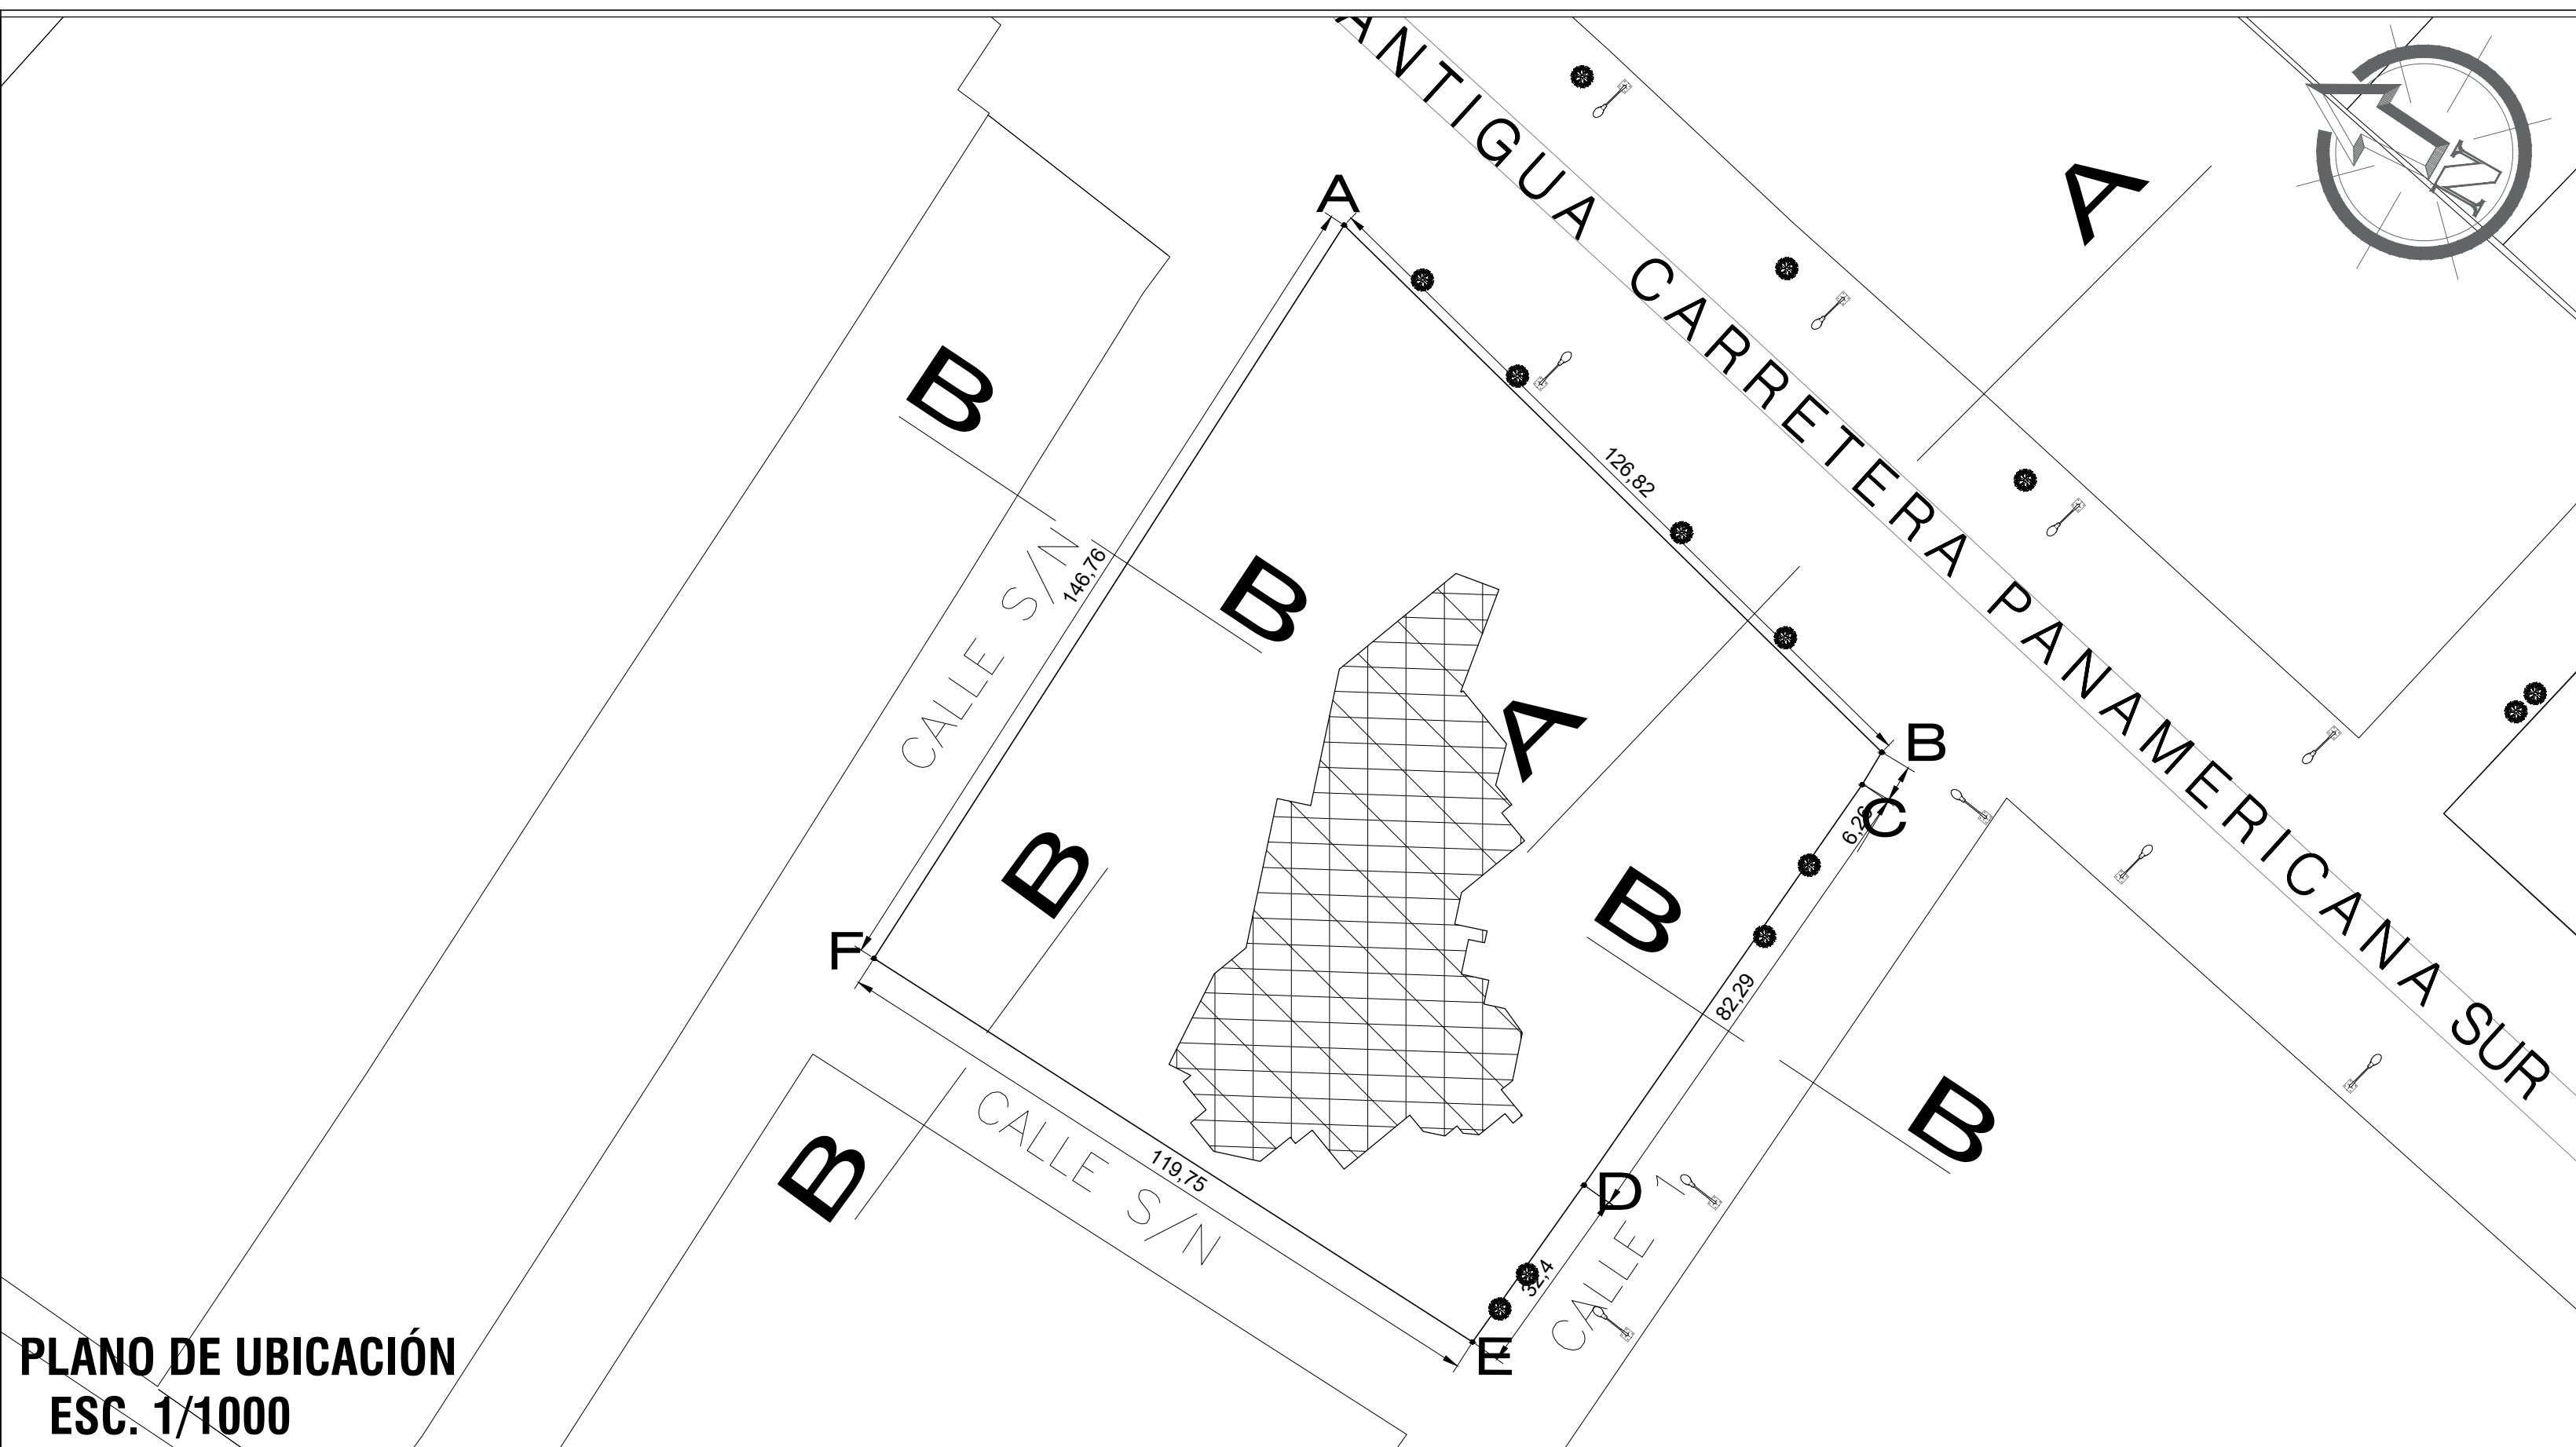 ANTIGUA CARRETERA PANAMERICANA SUR
N
A
A
B
126,82
CALLE S/N
146,76
B
A
B
C
6,26
B
B
82,29
F
B
D
B
CALLE S/N
119,75
CALLE 1
32,4
E
PLANO DE UBICACIÓN
ESC. 1/1000